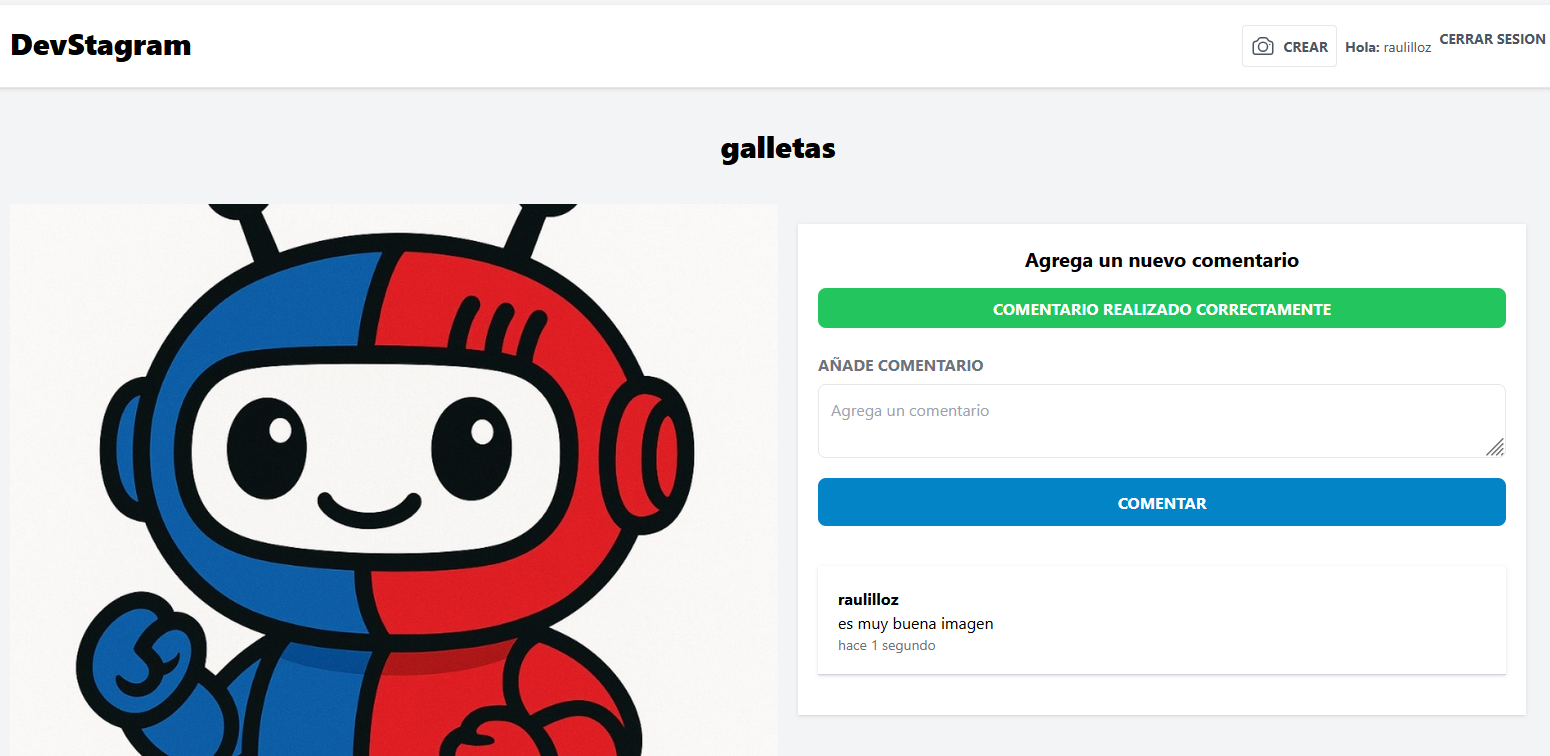 DevStagram
CREAR
Hola: raulilloz
CERRAR SESION
galletas
Agrega un nuevo comentario
COMENTARIO REALIZADO CORRECTAMENTE
AÑADE COMENTARIO
Agrega un comentario
COMENTAR
raulilloz
es muy buena imagen
hace 1 segundo